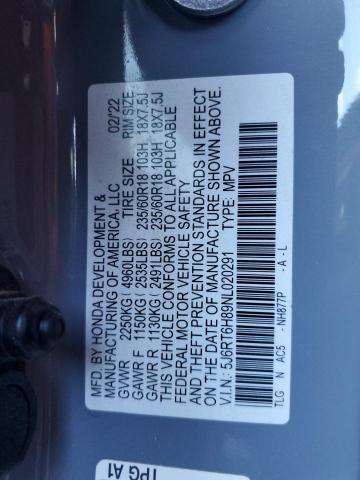 MFD. BY HONDA DEVELOPMENT &
MANUFACTURING OF AMERICA, LLC 02/22
GVWR 2250KG( 4960LBS) TIRE SIZE RIM SIZE
GAWR F 1150KG( 2535LBS) 235/60R18 103H 18X7.5J
GAWR R 1130KG( 2491LBS) 235/60R18 103H 18X7.5J
THIS VEHICLE CONFORMS TO ALL APPLICABLE
FEDERAL MOTOR VEHICLE SAFETY
AND THEFT PREVENTION STANDARDS IN EFFECT
ON THE DATE OF MANUFACTURE SHOWN ABOVE.
V.I.N.: 5J6RT6H89NL020291 TYPE: MPV
TLG N AC5 -NH877P - A - L
TPG A1